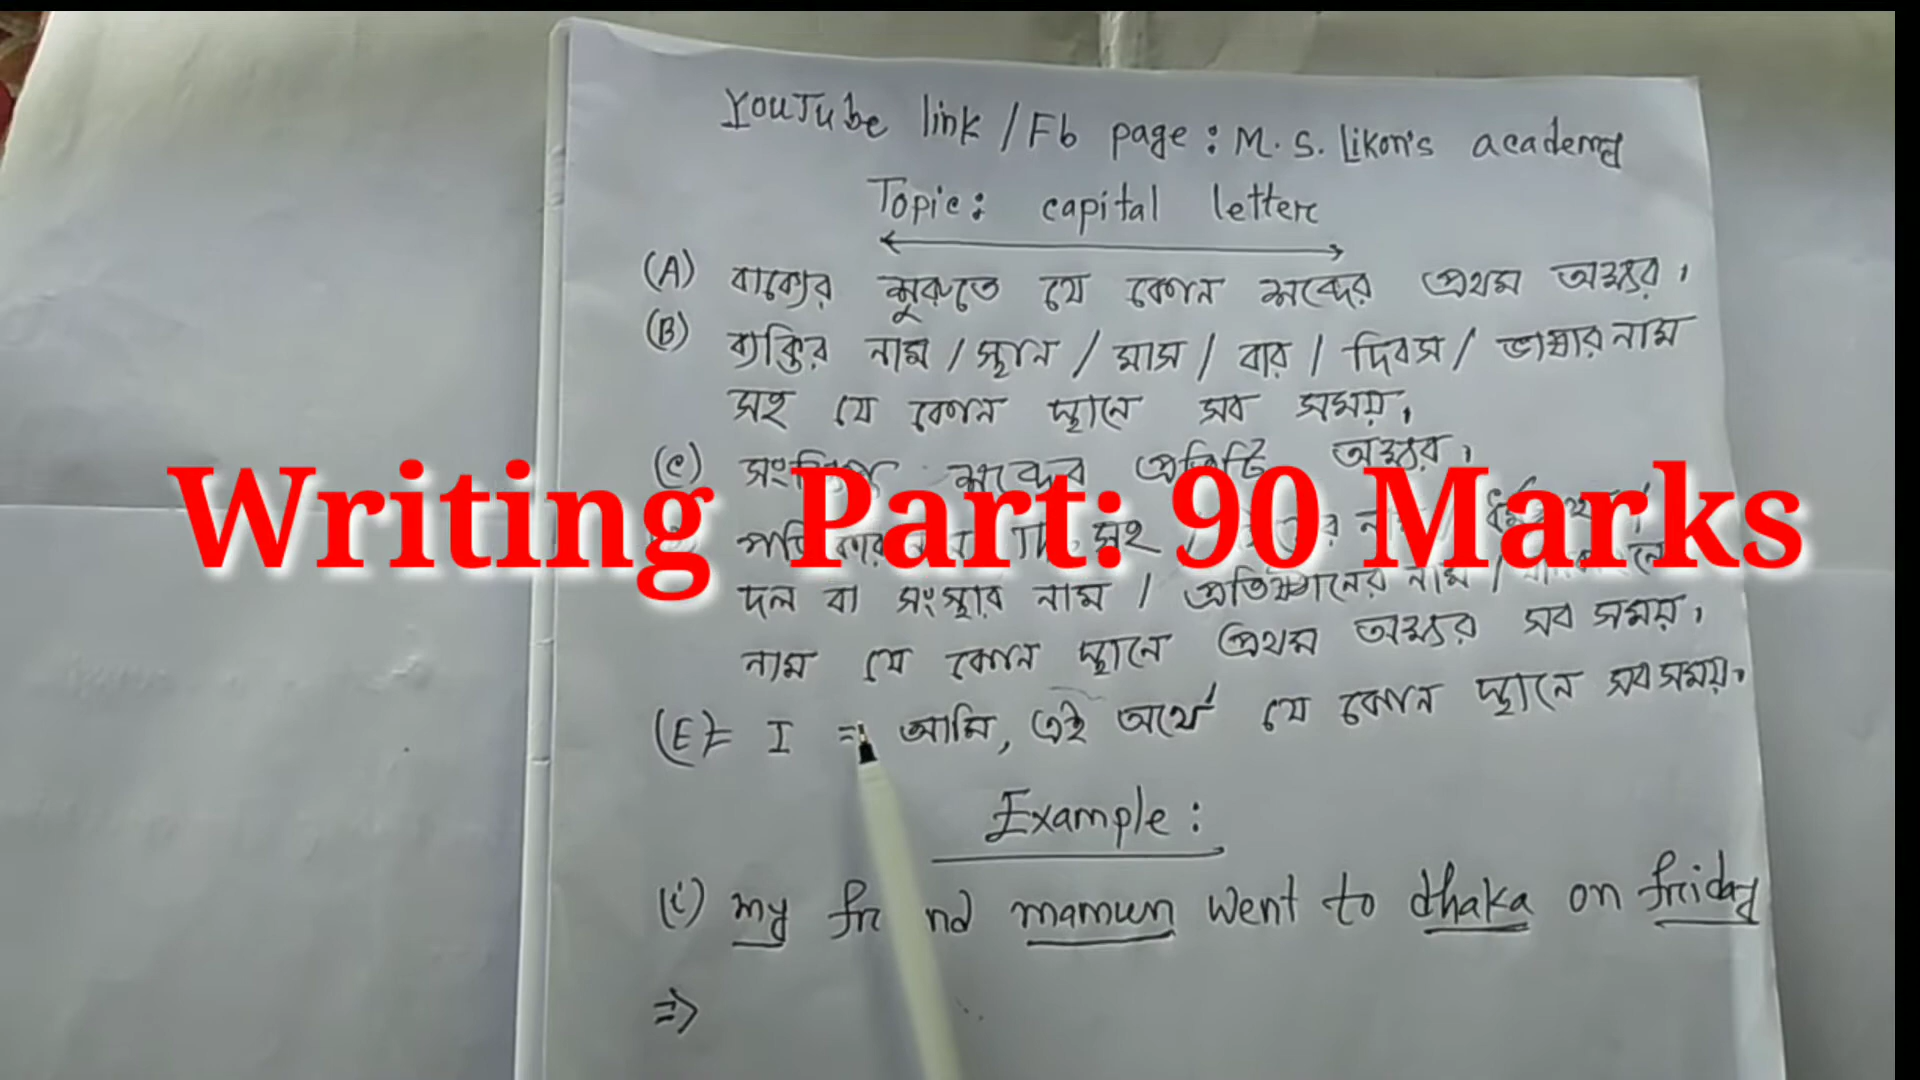 YouTube link / Fb page : M. S. Likon's academy
Topic: capital letter
(A) বাক্যের শুরুতে যে কোন শব্দের প্রথম অক্ষর।
(B) ব্যক্তির নাম / স্থান / মাস / বার / দিবস / ভাষার নাম
সহ যে কোন স্থানে সব সময়।
(C) সংক্ষিপ্ত শব্দের প্রতিটি অক্ষর।
Writing Part: 90 Marks
সহ
দল বা সংস্থার নাম / প্রতিষ্ঠানের নাম /
নাম যে কোন স্থানে প্রথম অক্ষর সব সময়।
(E) = I => আমি, এই অর্থে যে কোন স্থানে সব সময়।
Example :
(i) my nd mamun went to dhaka on friday
=>